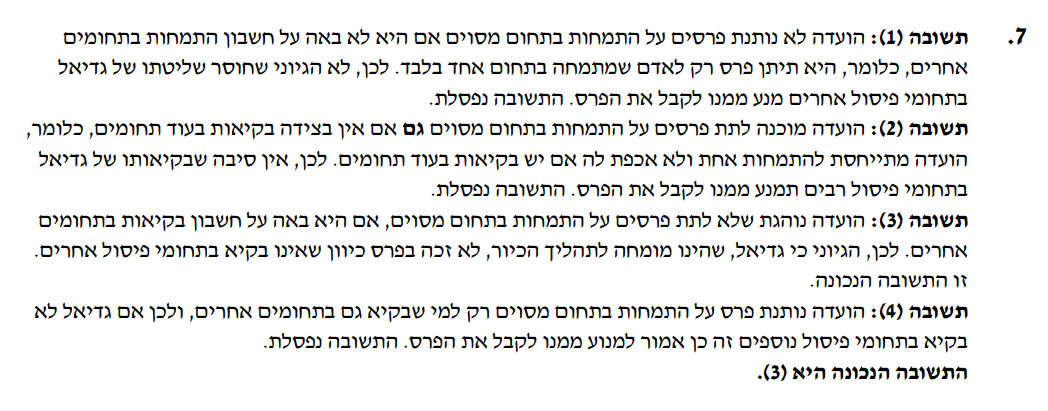 7. תשובה (1): הועדה לא נותנת פרסים על התמחות בתחום מסוים אם היא לא באה על חשבון התמחות בתחומים
אחרים, כלומר, היא תיתן פרס רק לאדם שמתמחה בתחום אחד בלבד. לכן, לא הגיוני שחוסר שליטתו של גדיאל
בתחומי פיסול אחרים מנע ממנו לקבל את הפרס. התשובה נפסלת.
תשובה (2): הועדה מוכנה לתת פרסים על התמחות בתחום מסוים גם אם אין בצידה בקיאות בעוד תחומים, כלומר,
הועדה מתייחסת להתמחות אחת ולא אכפת לה אם יש בקיאות בעוד תחומים. לכן, אין סיבה שבקיאותו של גדיאל
בתחומי פיסול רבים תמנע ממנו לקבל את הפרס. התשובה נפסלת.
תשובה (3): הועדה נוהגת שלא לתת פרסים על התמחות בתחום מסוים, אם היא באה על חשבון בקיאות בתחומים
אחרים. לכן, הגיוני כי גדיאל, שהינו מומחה לתהליך הכיור, לא זכה בפרס כיוון שאינו בקיא בתחומי פיסול אחרים.
זו התשובה הנכונה.
תשובה (4): הועדה נותנת פרס על התמחות בתחום מסוים רק למי שבקיא גם בתחומים אחרים, ולכן אם גדיאל לא
בקיא בתחומי פיסול נוספים זה כן אמור למנוע ממנו לקבל את הפרס. התשובה נפסלת.
התשובה הנכונה היא (3).